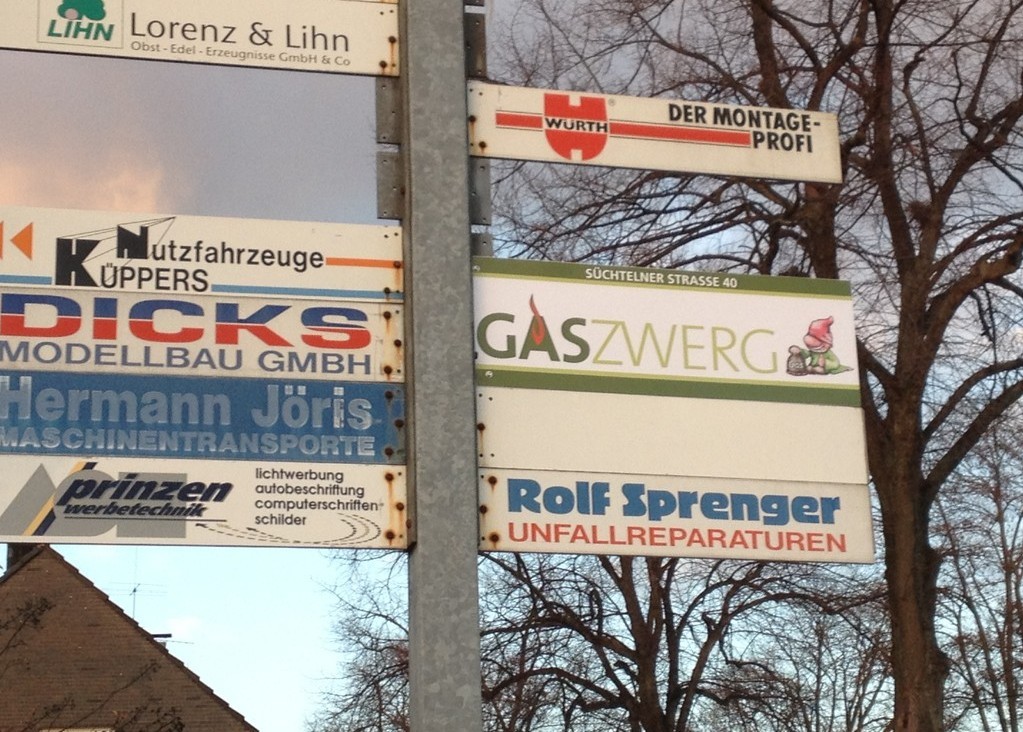 LIHN
Lorenz & Lihn
Obst - Edel - Erzeugnisse GmbH & Co
WÜRTH
DER MONTAGE-
PROFI
K Nutzfahrzeuge
KÜPPERS
DICKS
MODELLBAU GMBH
Hermann Jöris
MASCHINENTRANSPORTE
prinzen
werbetechnik
lichtwerbung
autobeschriftung
computerschriften
schilder
SÜCHTELNER STRASSE 40
GASZWERG
Rolf Sprenger
UNFALLREPARATUREN